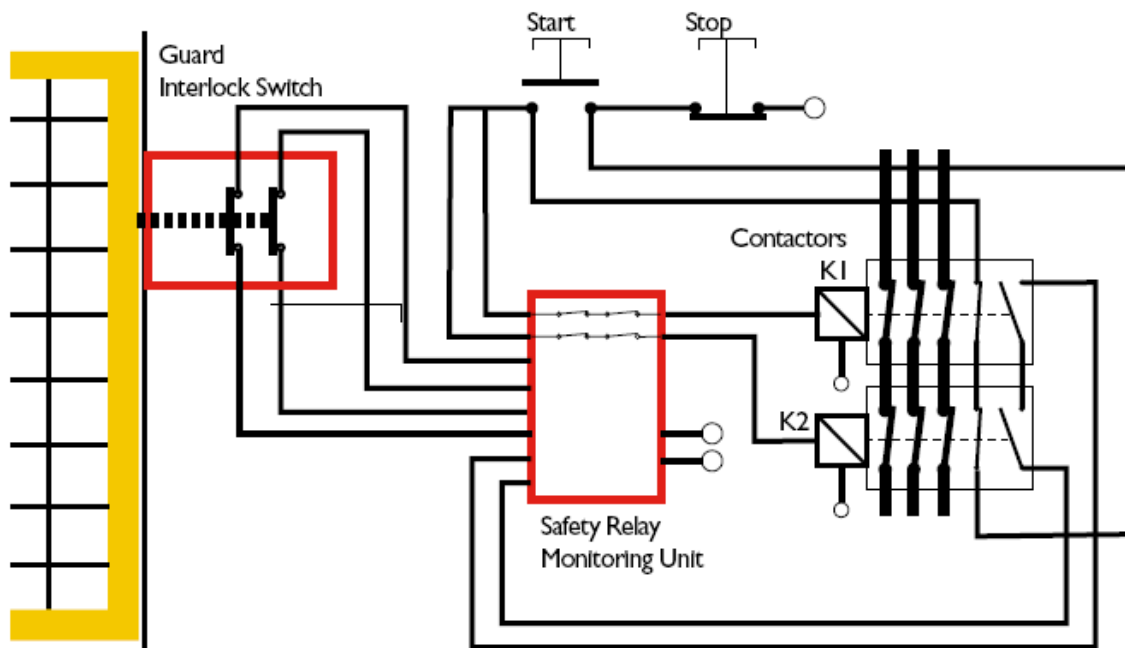 Start
Stop
Guard
Interlock Switch
Contactors
K1
K2
Safety Relay
Monitoring Unit